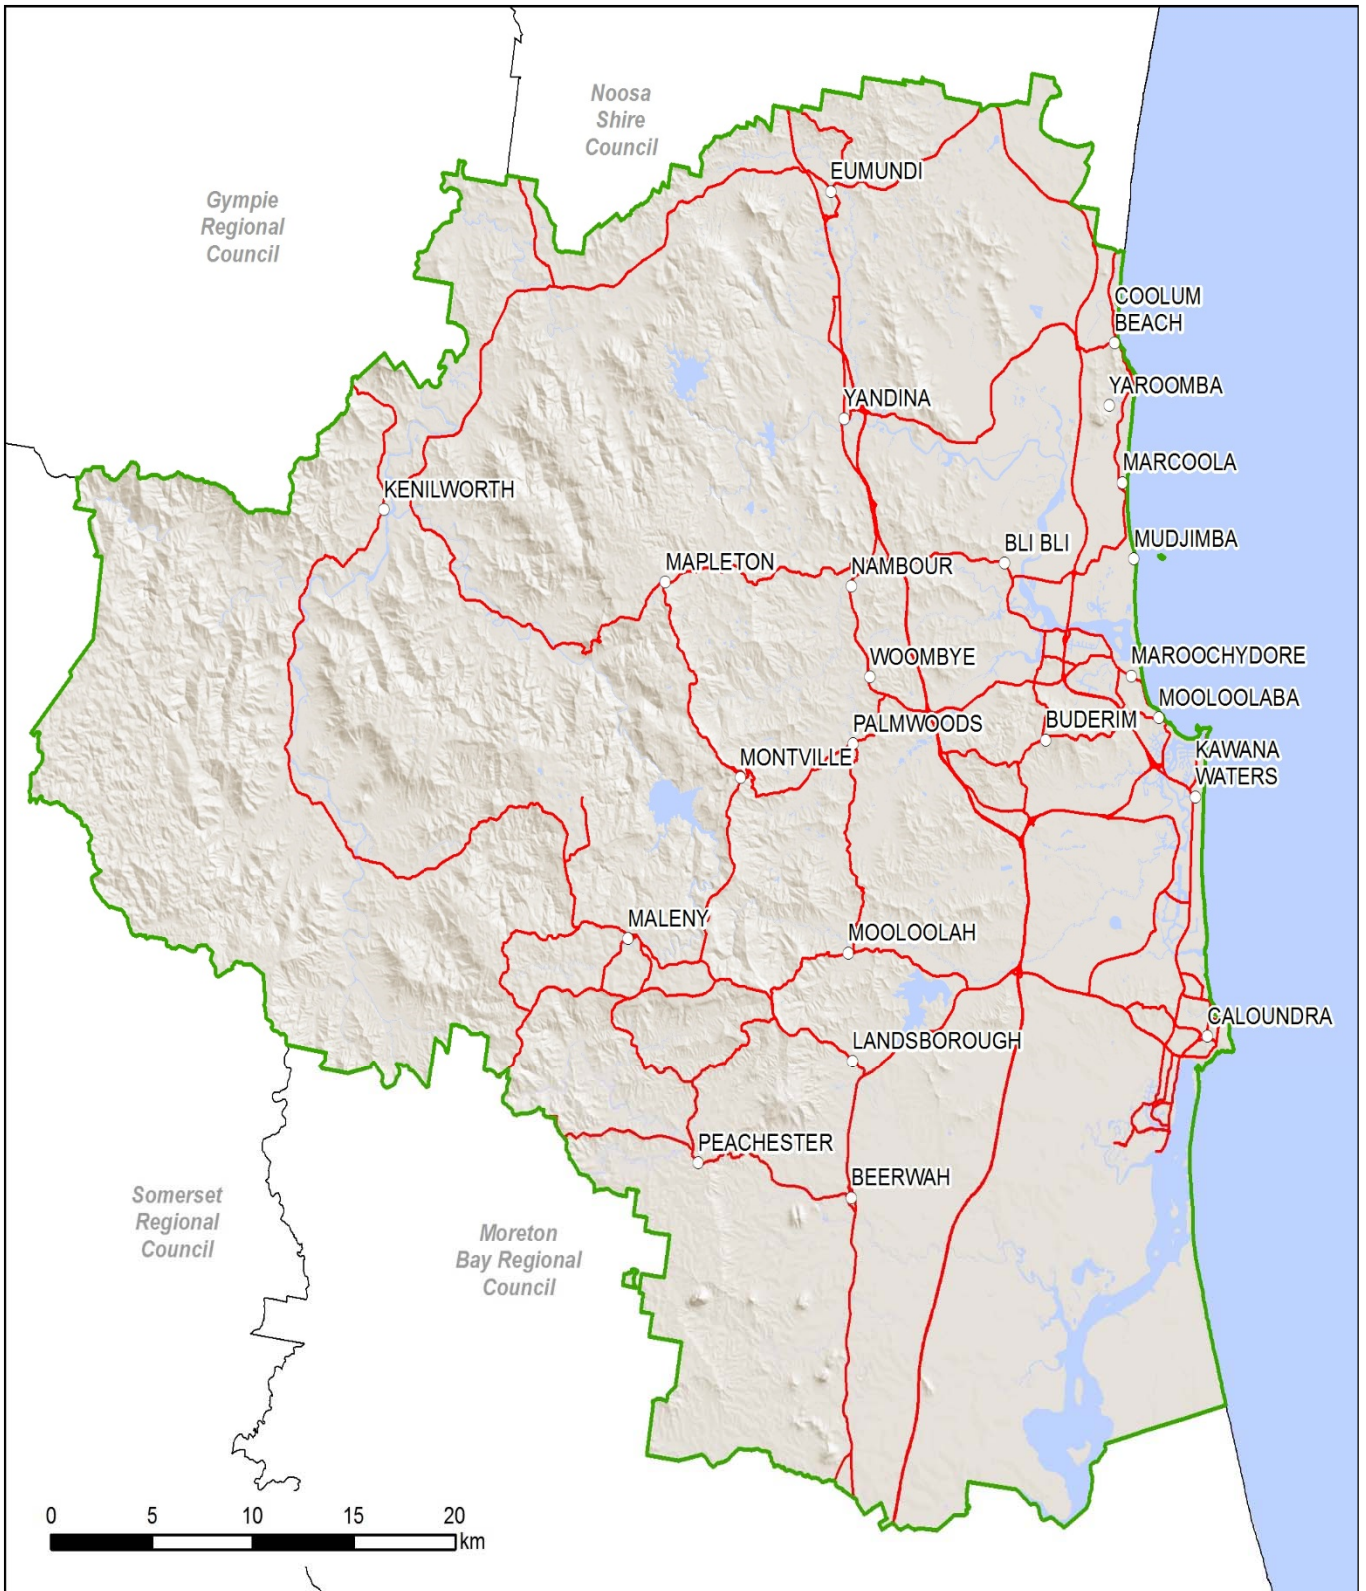 Noosa
Shire
Council
EUMUNDI
Gympie
Regional
Council
COOLUM
BEACH
YAROOMBA
YANDINA
MARCOOLA
KENILWORTH
MUDJIMBA
BLI BLI
MAPLETON
NAMBOUR
WOOMBYE
MAROOCHYDORE
MOOLOOLABA
PALMWOODS
BUDERIM
MONTVILLE
KAWANA
WATERS
MALENY
MOOLOOLAH
CALOUNDRA
LANDSBOROUGH
PEACHESTER
BEERWAH
Somerset
Regional
Council
Moreton
Bay Regional
Council
0 5 10 15 20
km